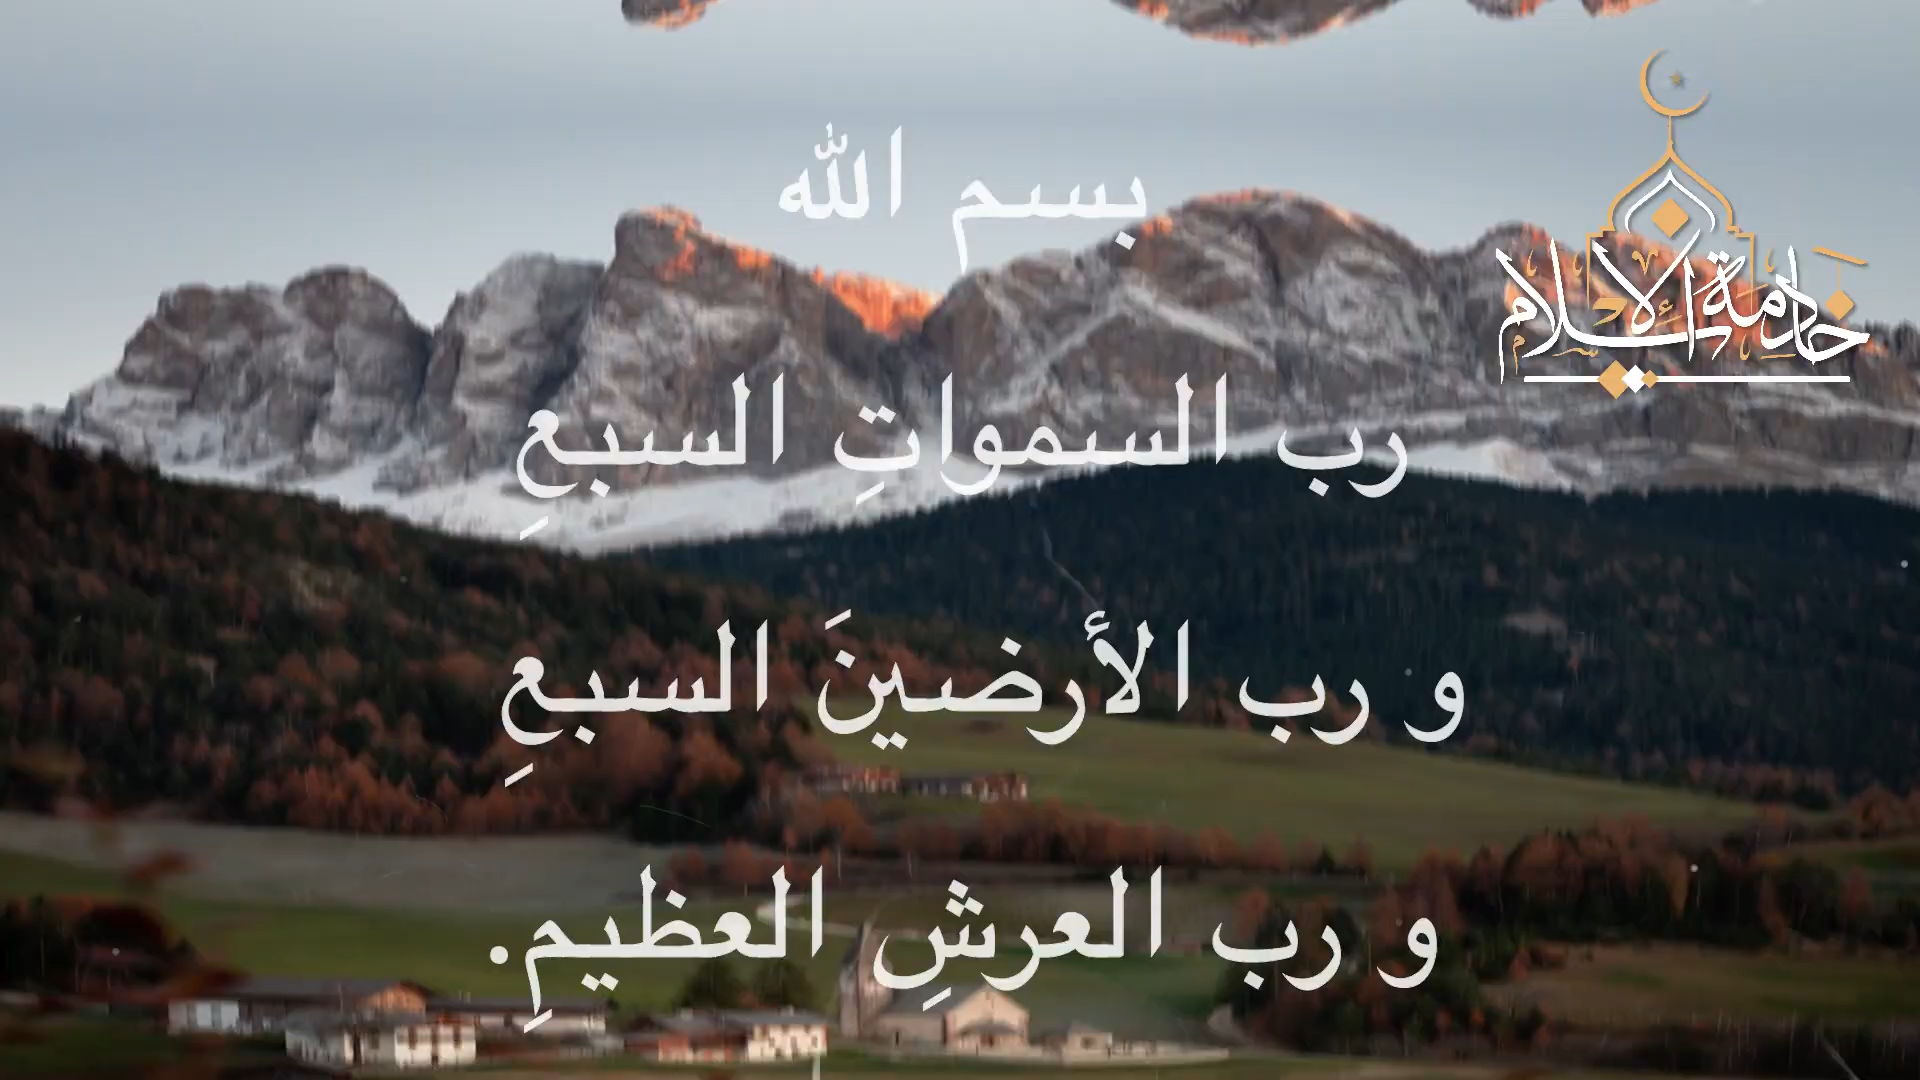 بسم الله
خادمة الإسلام
رب السمواتِ السبعِ
و رب الأرضينَ السبعِ
و رب العرشِ العظيمِ.